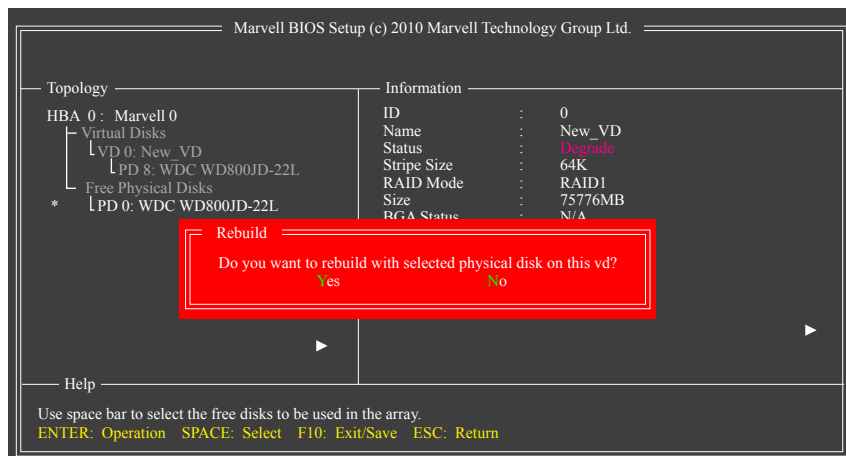 Marvell BIOS Setup (c) 2010 Marvell Technology Group Ltd.
Topology
HBA 0 : Marvell 0
Virtual Disks
VD 0: New_VD
PD 8: WDC WD800JD-22L
Free Physical Disks
* PD 0: WDC WD800JD-22L
Information
ID : 0
Name : New_VD
Status : Degrade
Stripe Size : 64K
RAID Mode : RAID1
Size : 75776MB
BGA Status : N/A
Rebuild
Do you want to rebuild with selected physical disk on this vd?
Yes No
Help
Use space bar to select the free disks to be used in the array.
ENTER: Operation SPACE: Select F10: Exit/Save ESC: Return